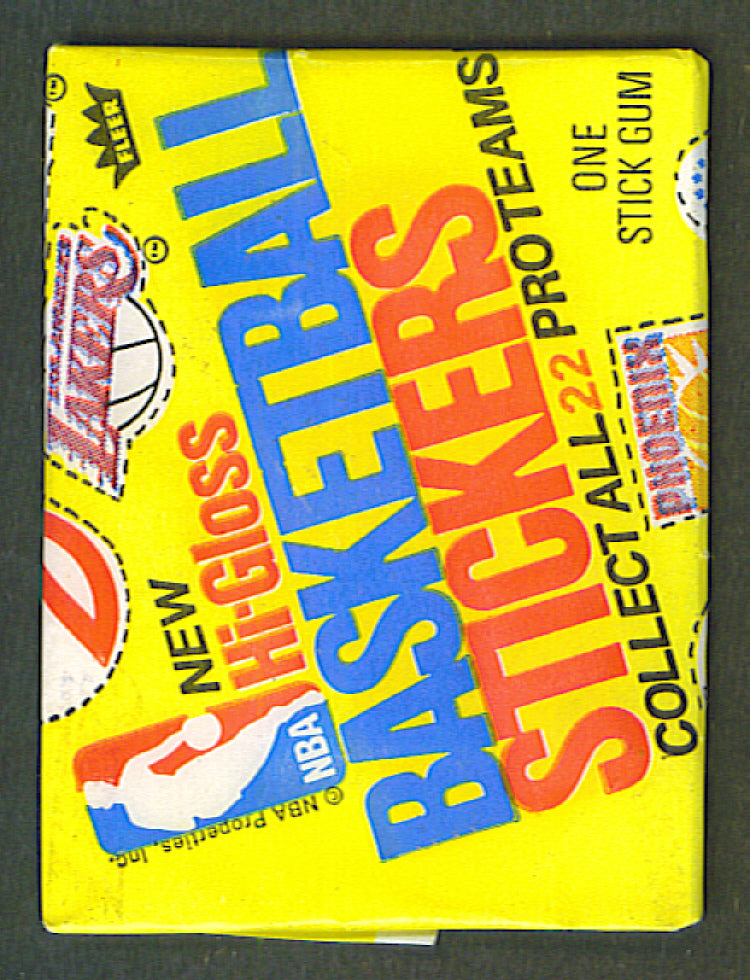 FLEER
NEW
Hi-Gloss
BASKETBALL
STICKERS
COLLECT ALL 22 PRO TEAMS
ONE
STICK GUM
NBA
© NBA Properties, Inc.
LAKERS
PHOENIX